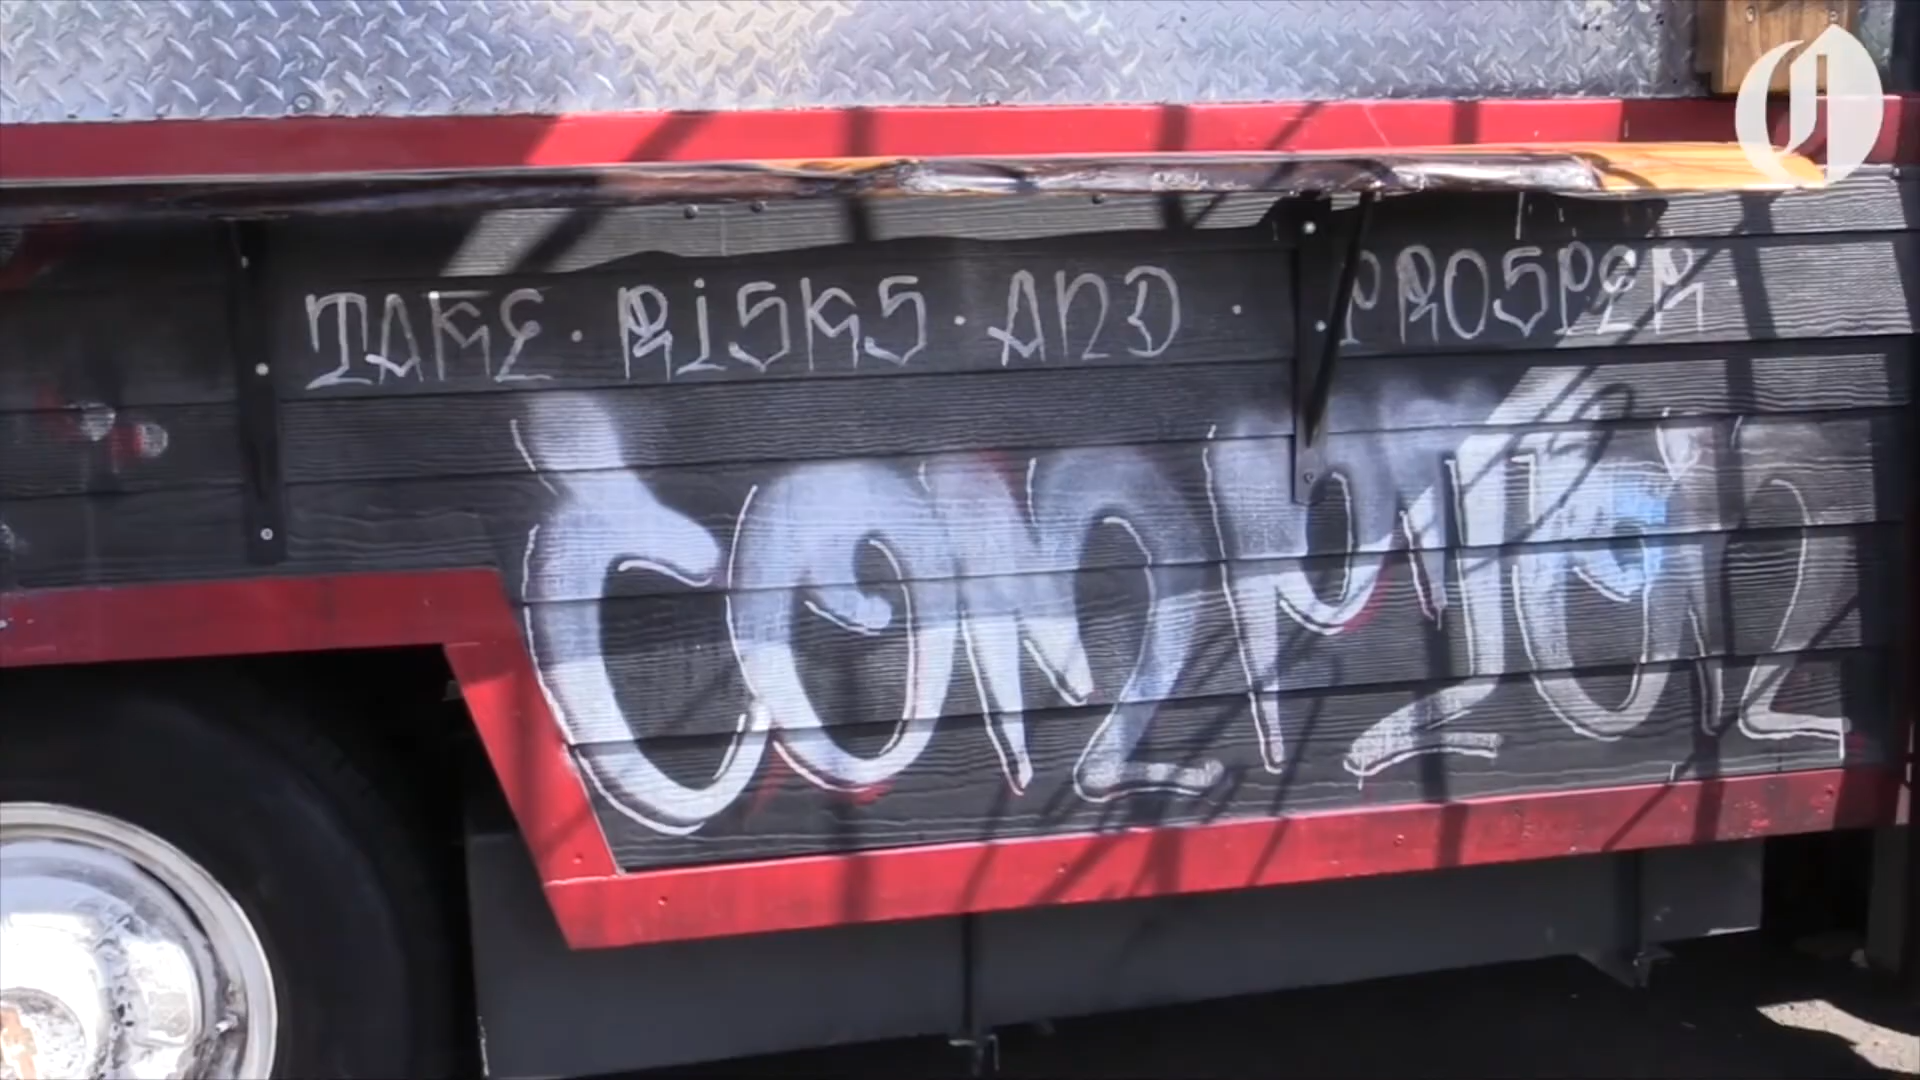 TAKE · RISKS · AND · PROSPER
COMPTON